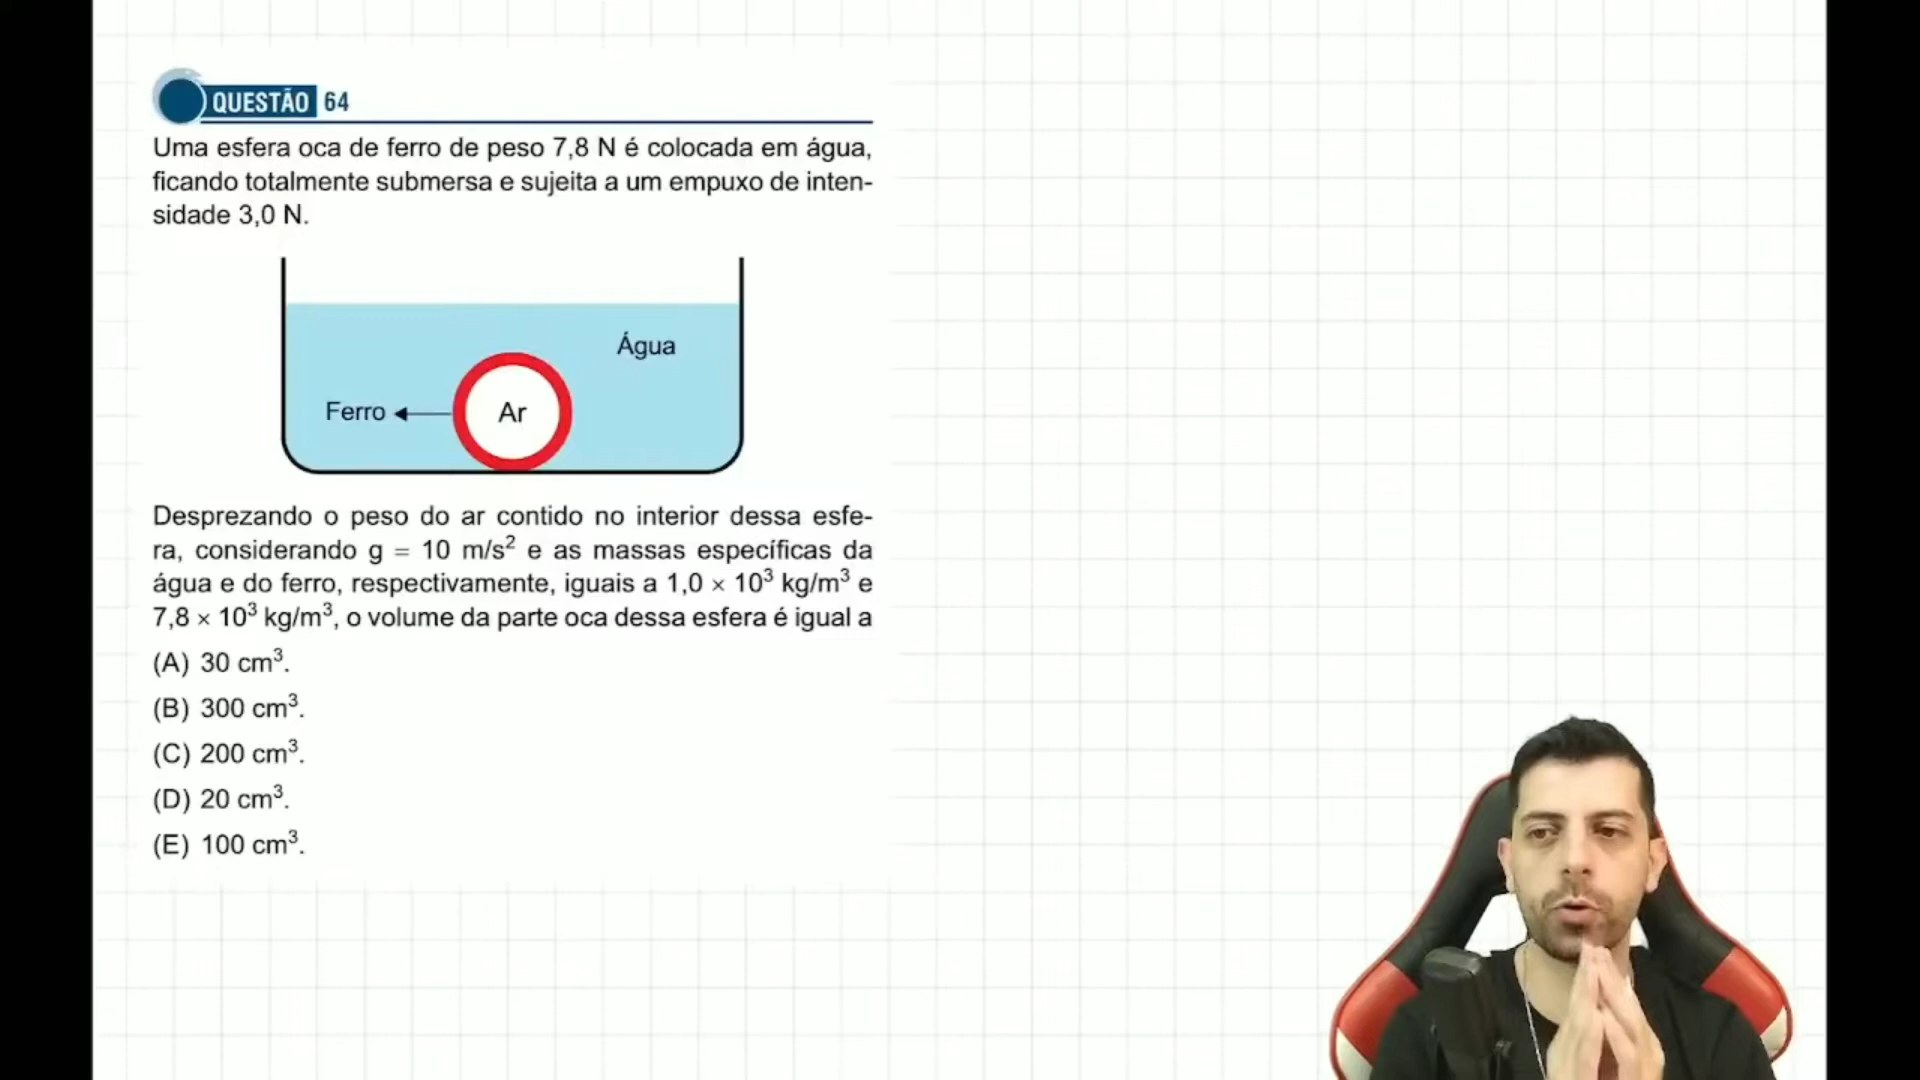 QUESTÃO 64
Uma esfera oca de ferro de peso 7,8 N é colocada em água,
ficando totalmente submersa e sujeita a um empuxo de inten-
sidade 3,0 N.
Água
Ferro
Ar
Desprezando o peso do ar contido no interior dessa esfe-
ra, considerando g = 10 m/s² e as massas específicas da
água e do ferro, respectivamente, iguais a 1,0 × 10³ kg/m³ e
7,8 × 10³ kg/m³, o volume da parte oca dessa esfera é igual a
(A) 30 cm³.
(B) 300 cm³.
(C) 200 cm³.
(D) 20 cm³.
(E) 100 cm³.